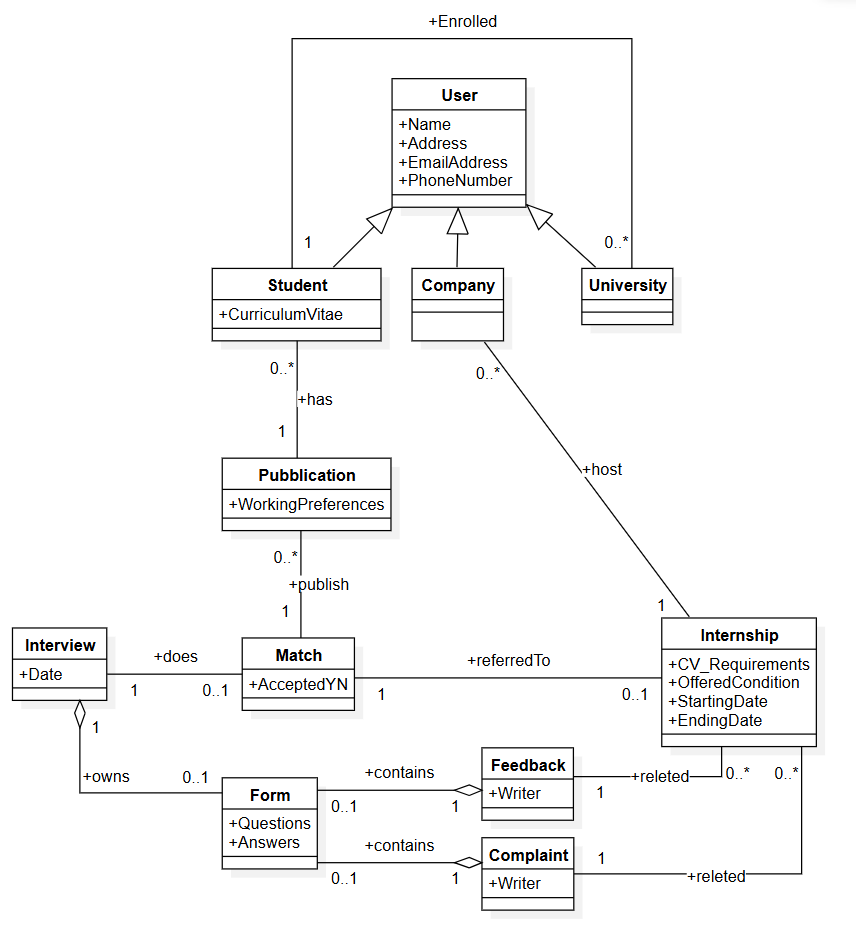 +Enrolled
User
+Name
+Address
+EmailAddress
+PhoneNumber
1
0..*
Student
+CurriculumVitae
Company
University
0..*
+has
1
0..*
+host
1
Pubblication
+WorkingPreferences
0..*
+publish
1
Interview
+Date
+does
1
0..1
Match
+AcceptedYN
+referredTo
1
0..1
Internship
+CV_Requirements
+OfferedCondition
+StartingDate
+EndingDate
1
+owns
0..1
Form
+Questions
+Answers
+contains
0..1
1
Feedback
+Writer
1
+releted
0..*
0..*
+contains
0..1
1
Complaint
+Writer
1
+releted